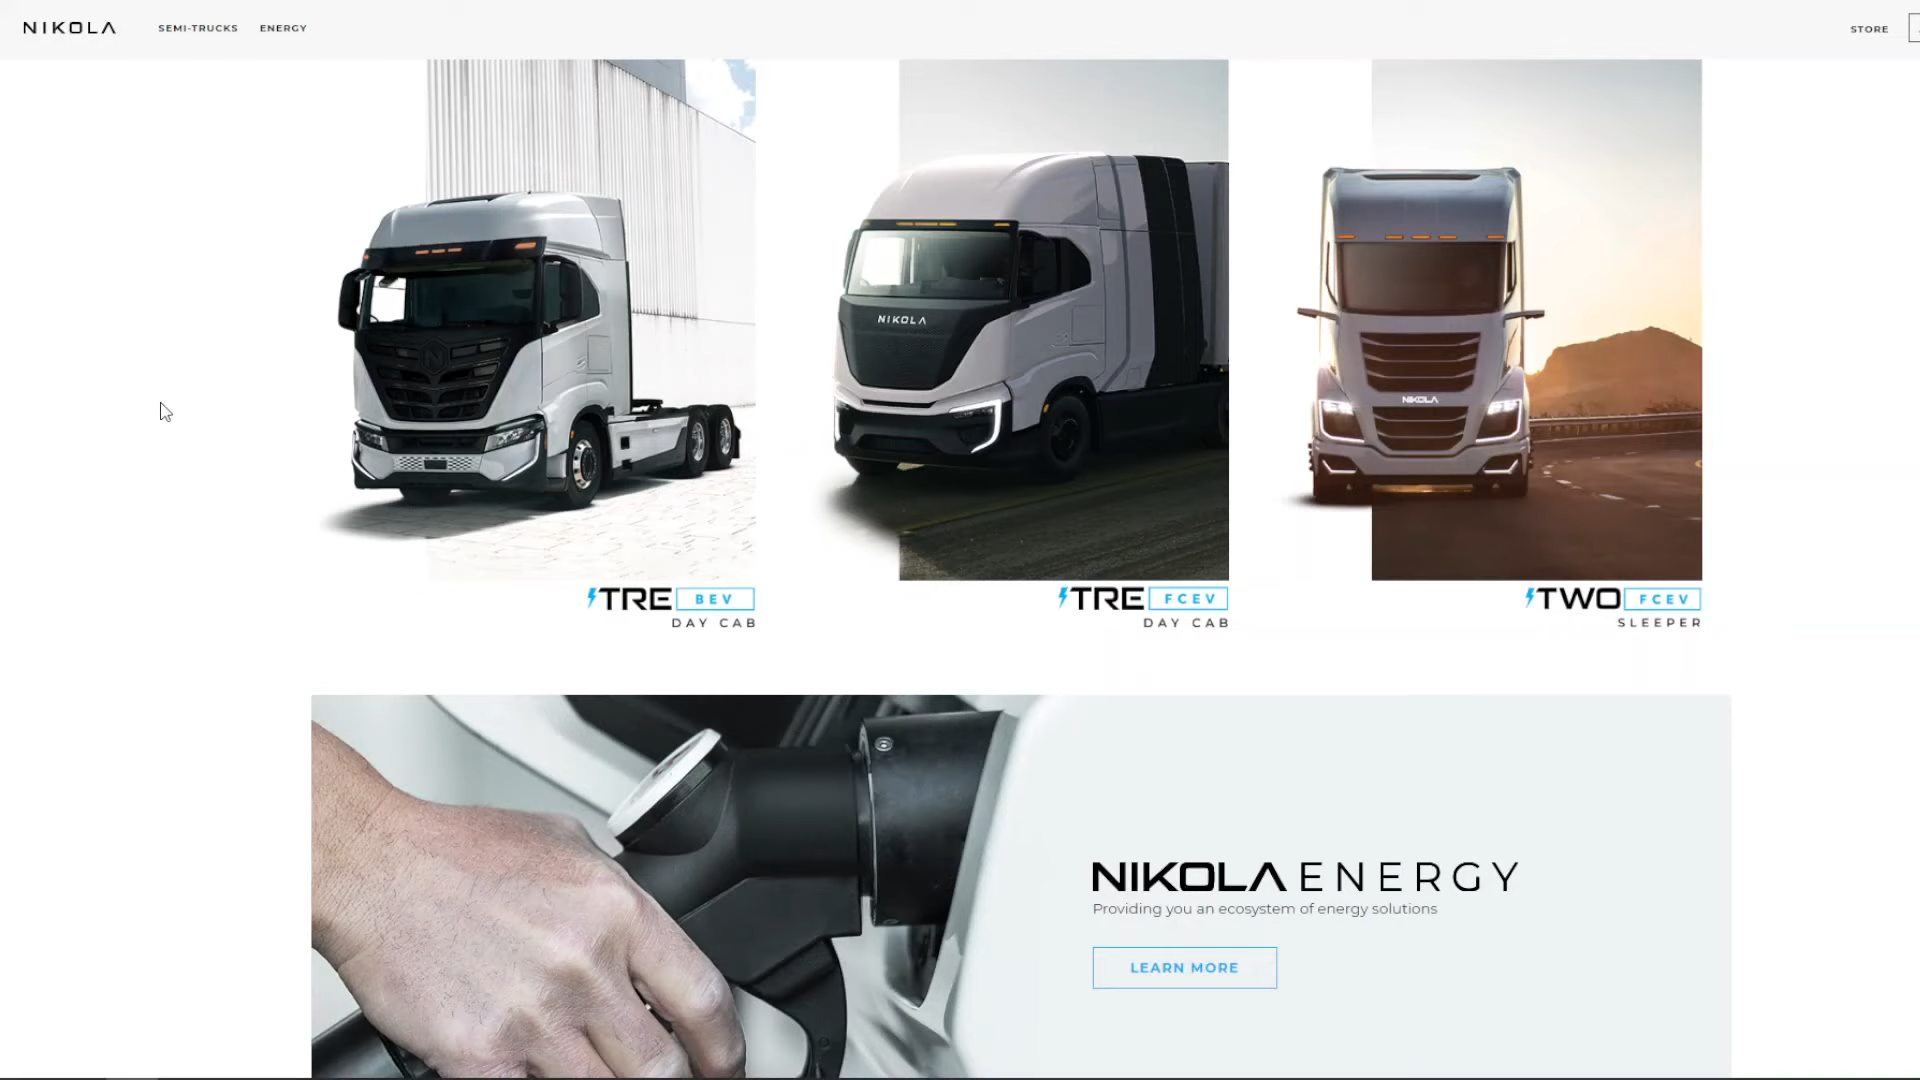 NIKOLA SEMI-TRUCKS ENERGY STORE
NIKOLA
NIKOLA
TRE BEV
DAY CAB
TRE FCEV
DAY CAB
TWO FCEV
SLEEPER
NIKOLA ENERGY
Providing you an ecosystem of energy solutions
LEARN MORE